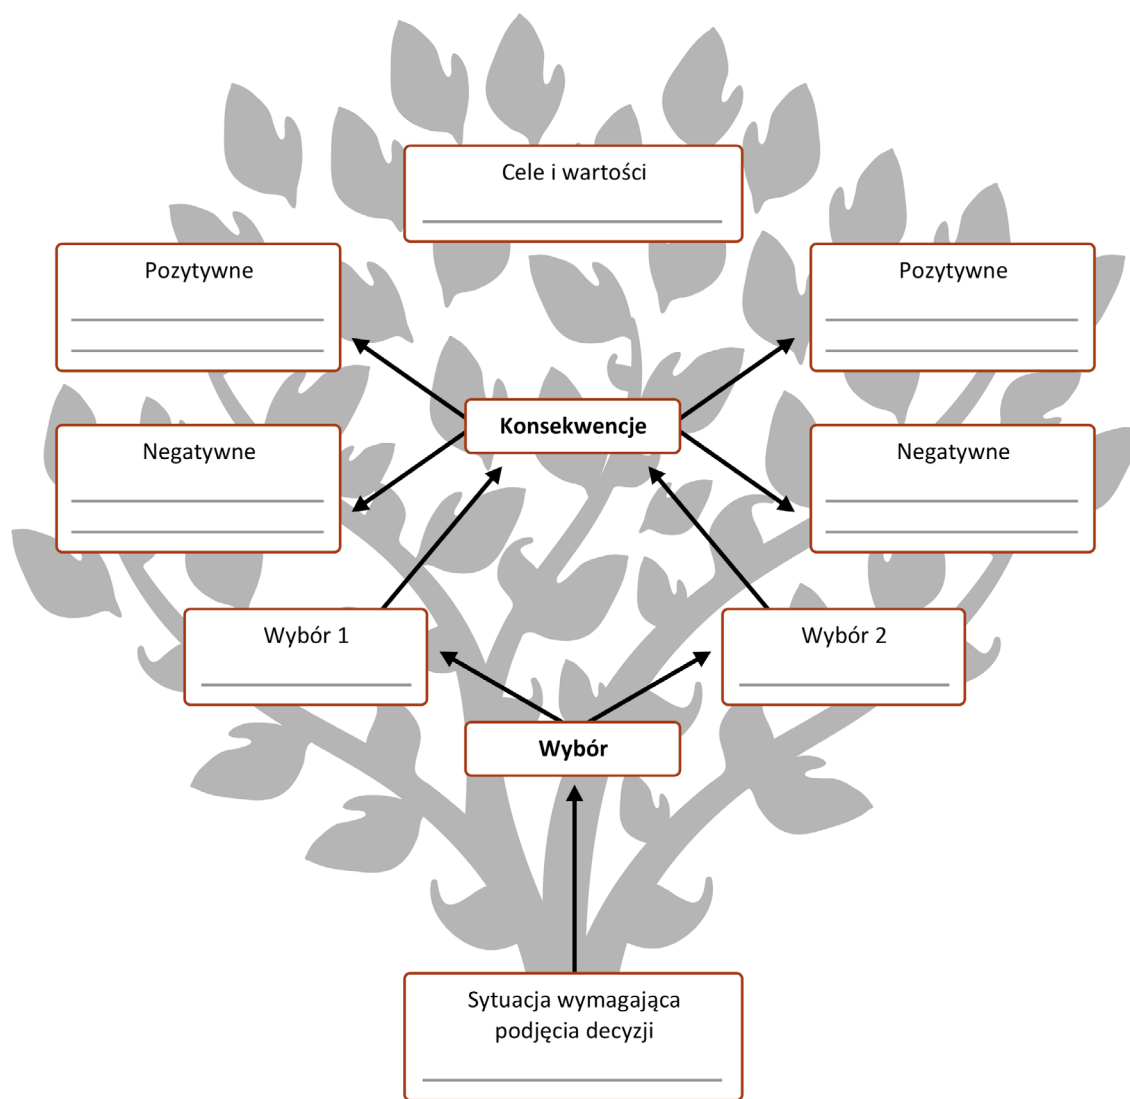 Cele i wartości
Pozytywne
Pozytywne
Konsekwencje
Negatywne
Negatywne
Wybór 1
Wybór 2
Wybór
Sytuacja wymagająca
podjęcia decyzji